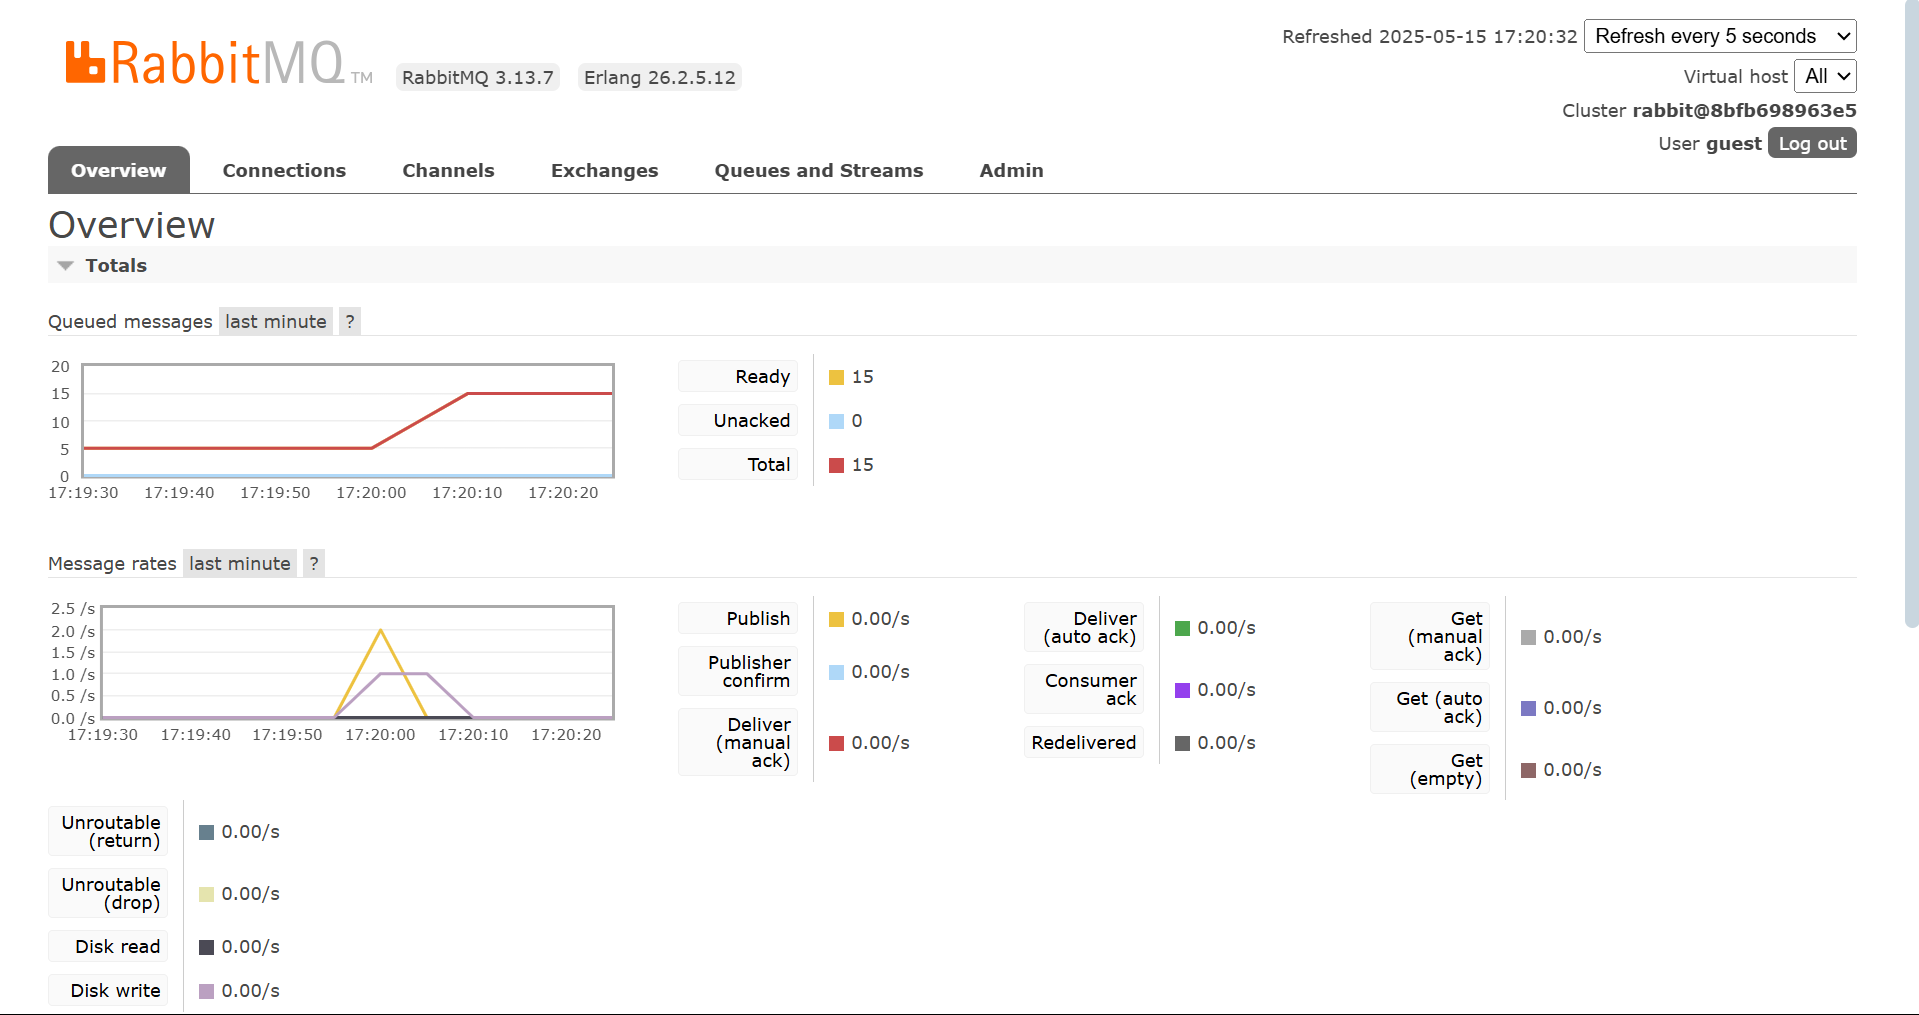 RabbitMQ TM RabbitMQ 3.13.7 Erlang 26.2.5.12
Refreshed 2025-05-15 17:20:32 Refresh every 5 seconds
Virtual host All
Cluster rabbit@8bfb698963e5
User guest Log out
Overview Connections Channels Exchanges Queues and Streams Admin
Overview
Totals
Queued messages last minute ?
20
15
10
5
0
17:19:30 17:19:40 17:19:50 17:20:00 17:20:10 17:20:20
Ready 15
Unacked 0
Total 15
Message rates last minute ?
2.5 /s
2.0 /s
1.5 /s
1.0 /s
0.5 /s
0.0 /s
17:19:30 17:19:40 17:19:50 17:20:00 17:20:10 17:20:20
Publish 0.00/s
Publisher
confirm 0.00/s
Deliver
(manual
ack) 0.00/s
Deliver
(auto ack) 0.00/s
Consumer
ack 0.00/s
Redelivered 0.00/s
Get
(manual
ack) 0.00/s
Get (auto
ack) 0.00/s
Get
(empty) 0.00/s
Unroutable
(return) 0.00/s
Unroutable
(drop) 0.00/s
Disk read 0.00/s
Disk write 0.00/s